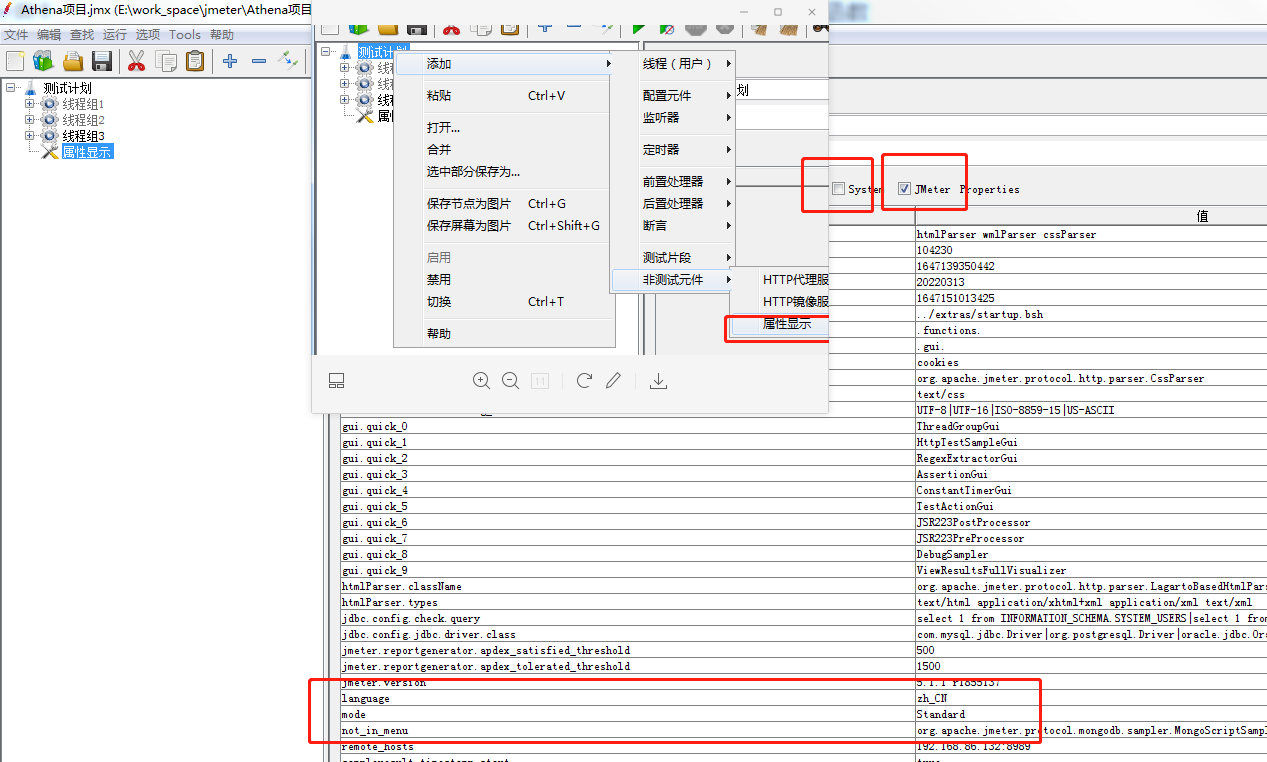 Athena项目.jmx (E:\work_space\jmeter\Athena项目
文件 编辑 查找 运行 选项 Tools 帮助
测试计划
线程组1
线程组2
线程组3
属性显示
测试计划
添加
粘贴 Ctrl+V
打开...
合并
选中部分保存为...
保存节点为图片 Ctrl+G
保存屏幕为图片 Ctrl+Shift+G
启用
禁用
切换 Ctrl+T
帮助
线程（用户）
配置元件
监听器
定时器
前置处理器
后置处理器
断言
测试片段
非测试元件
HTTP代理服
HTTP镜像服
属性显示
划
1:1
System
JMeter Properties
值
htmlParser wmlParser cssParser
104230
1647139350442
20220313
1647151013425
../extras/startup.bsh
.functions.
.gui.
cookies
org.apache.jmeter.protocol.http.parser.CssParser
text/css
UTF-8|UTF-16|ISO-8859-15|US-ASCII
gui.quick_0 ThreadGroupGui
gui.quick_1 HttpTestSampleGui
gui.quick_2 RegexExtractorGui
gui.quick_3 AssertionGui
gui.quick_4 ConstantTimerGui
gui.quick_5 TestActionGui
gui.quick_6 JSR223PostProcessor
gui.quick_7 JSR223PreProcessor
gui.quick_8 DebugSampler
gui.quick_9 ViewResultsFullVisualizer
htmlParser.className org.apache.jmeter.protocol.http.parser.LagartoBasedHtmlPars
htmlParser.types text/html application/xhtml+xml application/xml text/xml
jdbc.config.check.query select 1 from INFORMATION_SCHEMA.SYSTEM_USERS|select 1 from
jdbc.config.jdbc.driver.class com.mysql.jdbc.Driver|org.postgresql.Driver|oracle.jdbc.Ora
jmeter.reportgenerator.apdex_satisfied_threshold 500
jmeter.reportgenerator.apdex_tolerated_threshold 1500
jmeter.version 5.1.1 r1855137
language zh_CN
mode Standard
not_in_menu org.apache.jmeter.protocol.mongodb.sampler.MongoScriptSampl
remote_hosts 192.168.86.132:8989